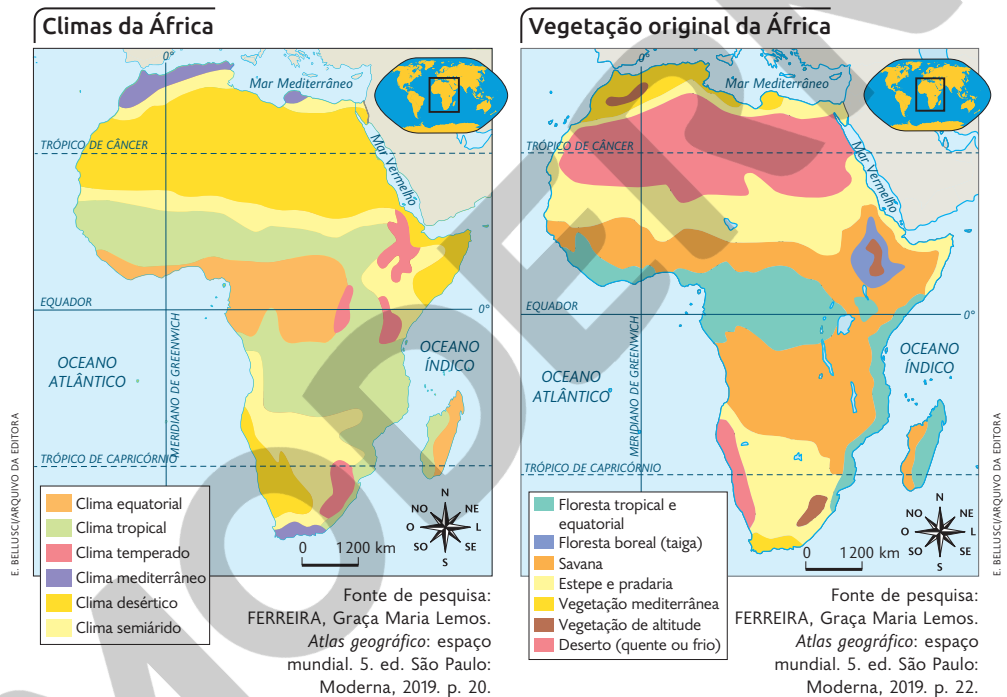 Climas da África
0°
Mar Mediterrâneo
TRÓPICO DE CÂNCER
Mar Vermelho
EQUADOR
0°
MERIDIANO DE GREENWICH
OCEANO
ATLÂNTICO
OCEANO
ÍNDICO
TRÓPICO DE CAPRICÓRNIO
Clima equatorial
Clima tropical
Clima temperado
Clima mediterrâneo
Clima desértico
Clima semiárido
N
NO
NE
O
L
SO
SE
S
0
1 200 km
E. BELLUSCI/ARQUIVO DA EDITORA
Fonte de pesquisa:
FERREIRA, Graça Maria Lemos.
Atlas geográfico: espaço
mundial. 5. ed. São Paulo:
Moderna, 2019. p. 20.
Vegetação original da África
0°
Mar Mediterrâneo
TRÓPICO DE CÂNCER
Mar Vermelho
EQUADOR
0°
MERIDIANO DE GREENWICH
OCEANO
ATLÂNTICO
OCEANO
ÍNDICO
TRÓPICO DE CAPRICÓRNIO
Floresta tropical e
equatorial
Floresta boreal (taiga)
Savana
Estepe e pradaria
Vegetação mediterrânea
Vegetação de altitude
Deserto (quente ou frio)
N
NO
NE
O
L
SO
SE
S
0
1 200 km
E. BELLUSCI/ARQUIVO DA EDITORA
Fonte de pesquisa:
FERREIRA, Graça Maria Lemos.
Atlas geográfico: espaço
mundial. 5. ed. São Paulo:
Moderna, 2019. p. 22.